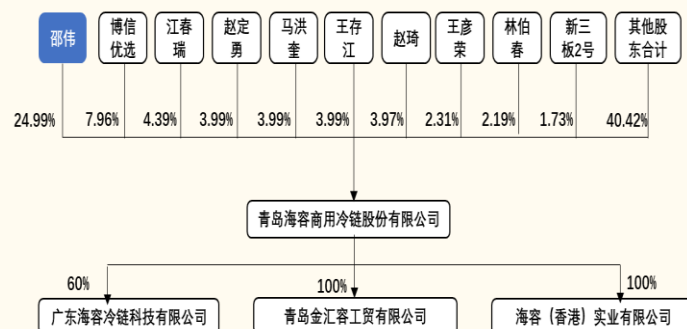 邵伟
博信
优选
江春
瑞
赵定
勇
马洪
奎
王存
江
赵琦
王彦
荣
林伯
春
新三
板2号
其他股
东合计
24.99%
7.96%
4.39%
3.99%
3.99%
3.99%
3.97%
2.31%
2.19%
1.73%
40.42%
青岛海容商用冷链股份有限公司
60%
100%
100%
广东海容冷链科技有限公司
青岛金汇容工贸有限公司
海容（香港）实业有限公司